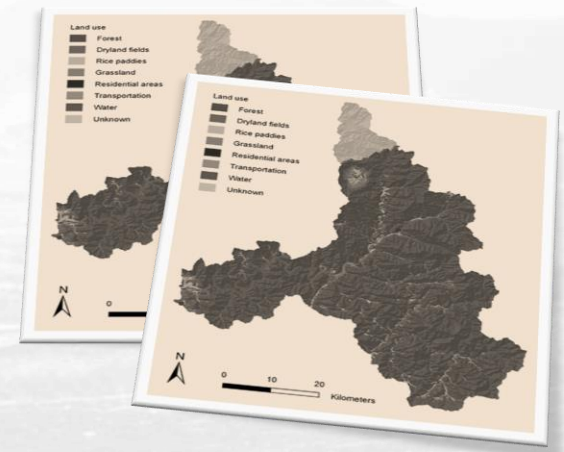 Land use
Forest
Dryland fields
Rice paddies
Grassland
Residential areas
Transportation
Water
Unknown
N
0
Land use
Forest
Dryland fields
Rice paddies
Grassland
Residential areas
Transportation
Water
Unknown
N
0 10 20
Kilometers